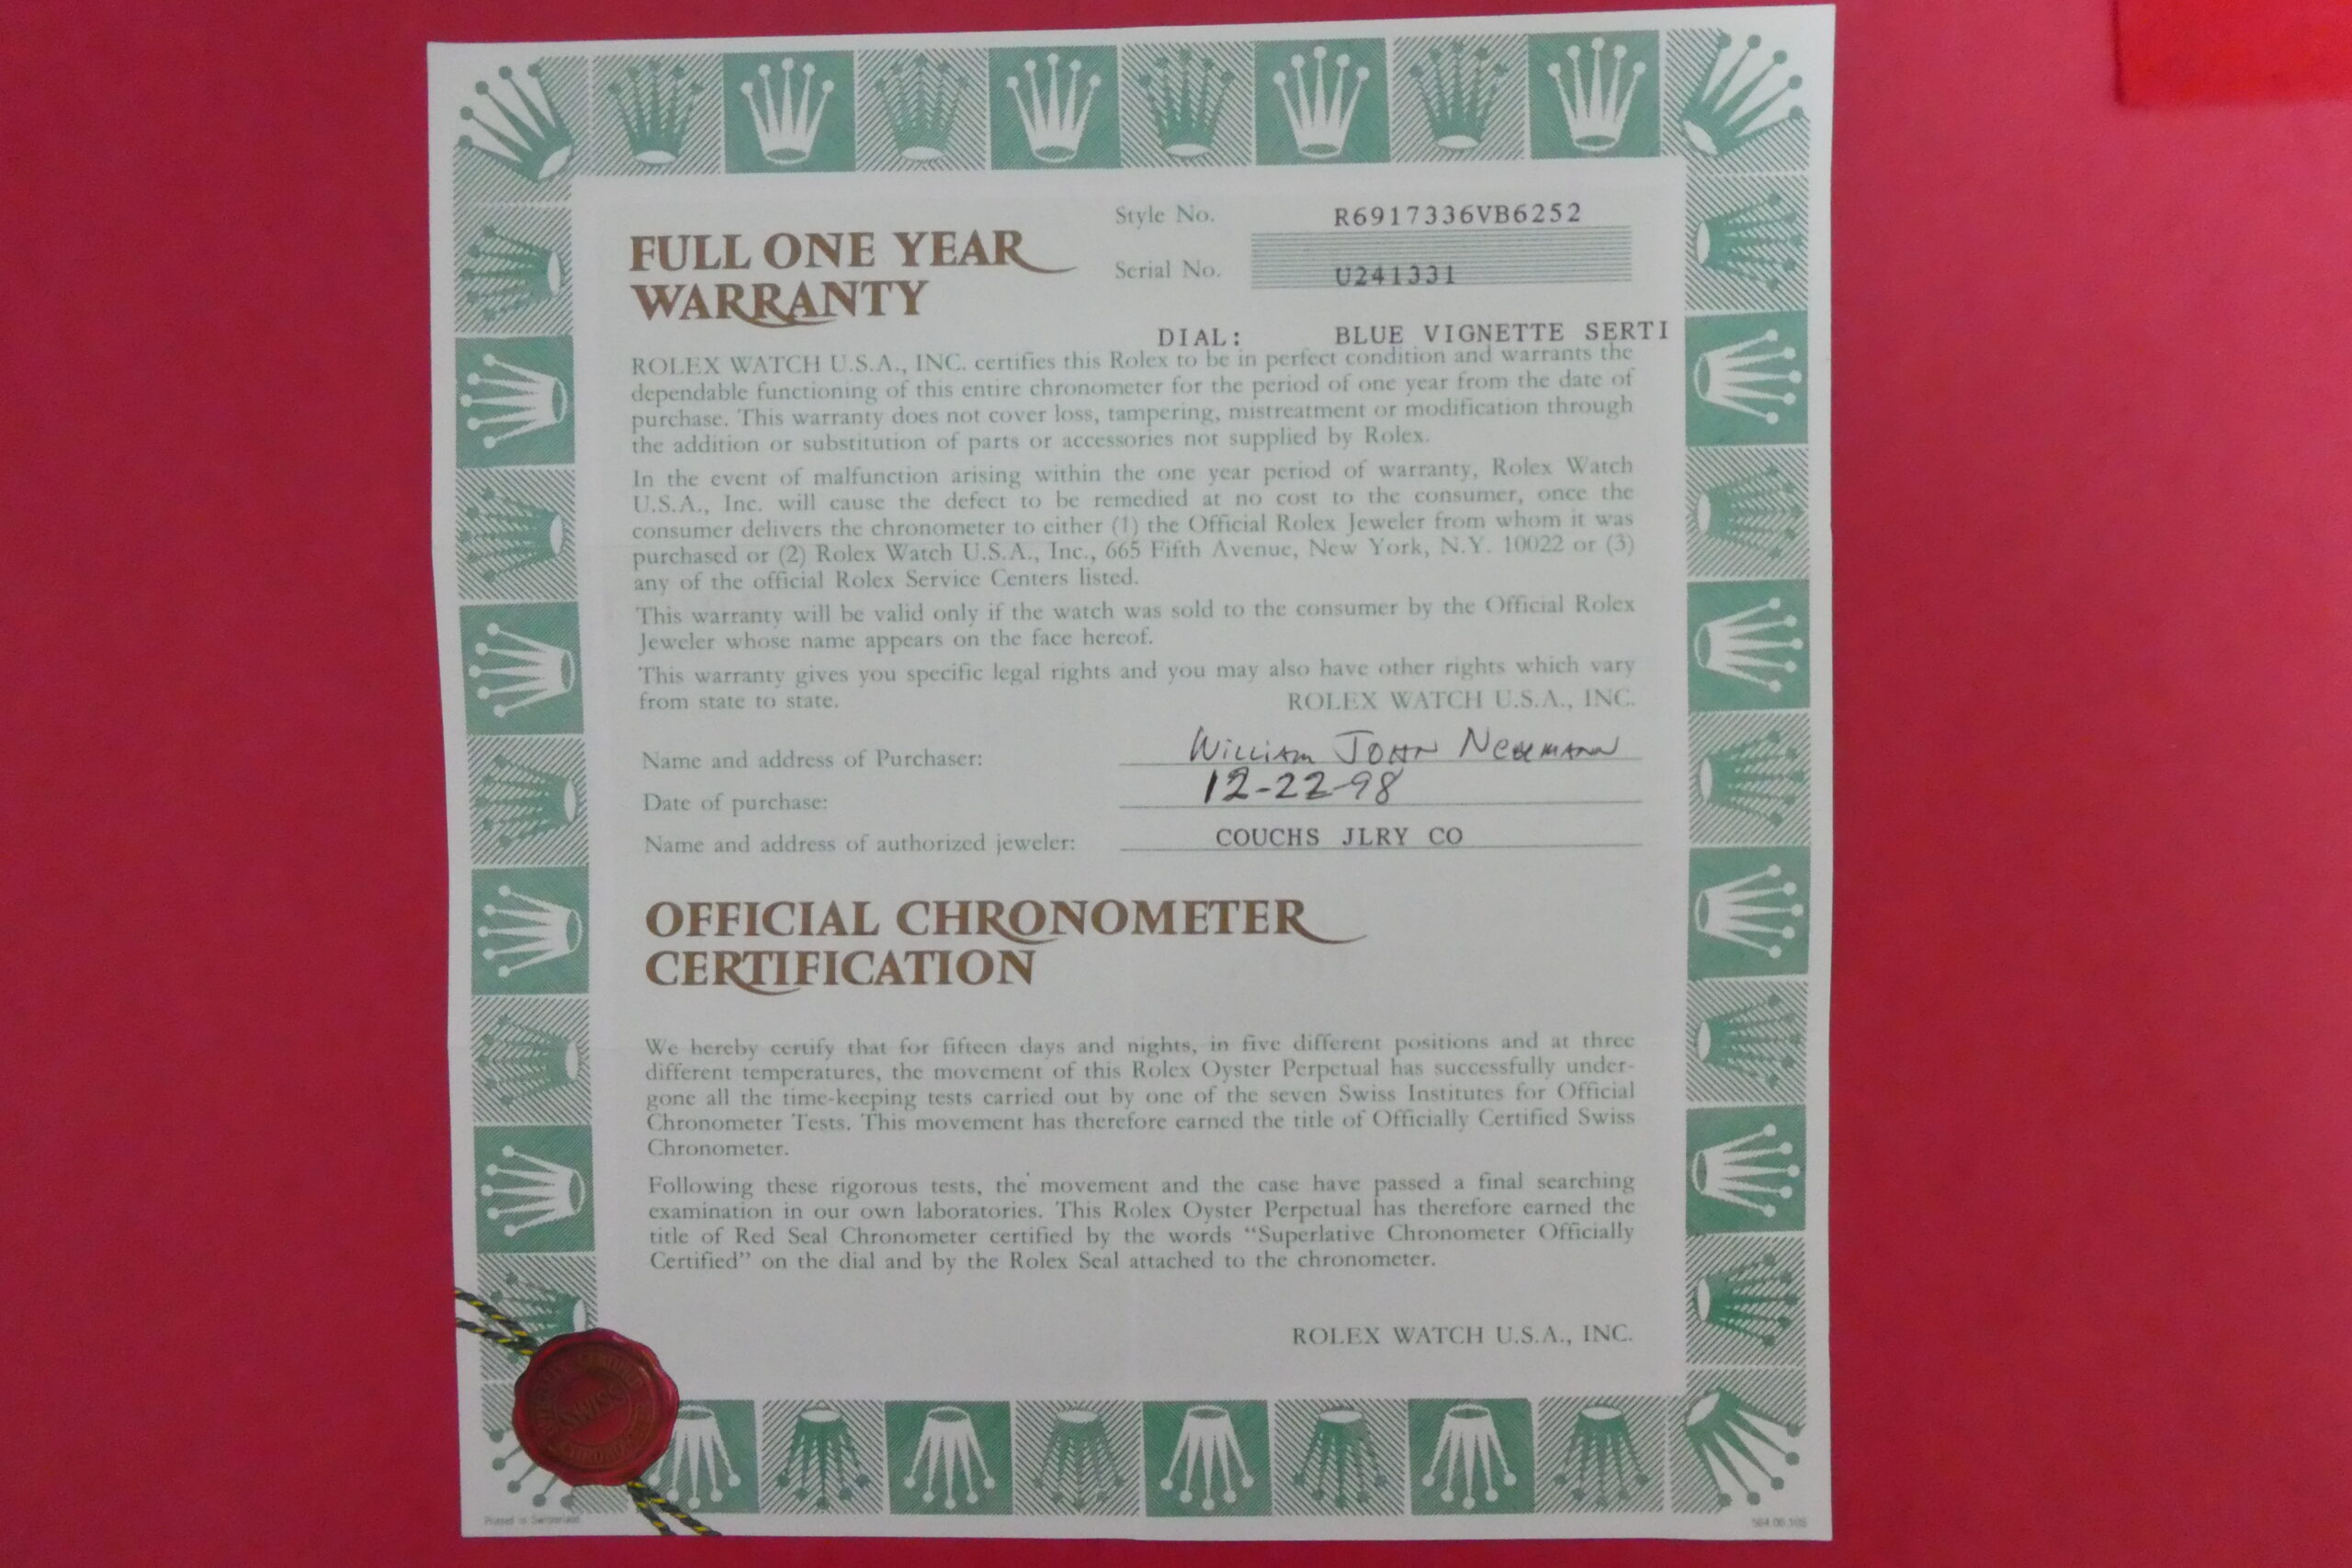 Style No. R6917336VB6252
FULL ONE YEAR
WARRANTY
Serial No. U241331
DIAL: BLUE VIGNETTE SERTI
ROLEX WATCH U.S.A., INC. certifies this Rolex to be in perfect condition and warrants the
dependable functioning of this entire chronometer for the period of one year from the date of
purchase. This warranty does not cover loss, tampering, mistreatment or modification through
the addition or substitution of parts or accessories not supplied by Rolex.
In the event of malfunction arising within the one year period of warranty, Rolex Watch
U.S.A., Inc. will cause the defect to be remedied at no cost to the consumer, once the
consumer delivers the chronometer to either (1) the Official Rolex Jeweler from whom it was
purchased or (2) Rolex Watch U.S.A., Inc., 665 Fifth Avenue, New York, N.Y. 10022 or (3)
any of the official Rolex Service Centers listed.
This warranty will be valid only if the watch was sold to the consumer by the Official Rolex
Jeweler whose name appears on the face hereof.
This warranty gives you specific legal rights and you may also have other rights which vary
from state to state. ROLEX WATCH U.S.A., INC.
Name and address of Purchaser: William John Neumann
Date of purchase: 12-22-98
Name and address of authorized jeweler: COUCHS JLRY CO
OFFICIAL CHRONOMETER
CERTIFICATION
We hereby certify that for fifteen days and nights, in five different positions and at three
different temperatures, the movement of this Rolex Oyster Perpetual has successfully under-
gone all the time-keeping tests carried out by one of the seven Swiss Institutes for Official
Chronometer Tests. This movement has therefore earned the title of Officially Certified Swiss
Chronometer.
Following these rigorous tests, the movement and the case have passed a final searching
examination in our own laboratories. This Rolex Oyster Perpetual has therefore earned the
title of Red Seal Chronometer certified by the words “Superlative Chronometer Officially
Certified” on the dial and by the Rolex Seal attached to the chronometer.
ROLEX WATCH U.S.A., INC.
SWISS
Printed in Switzerland